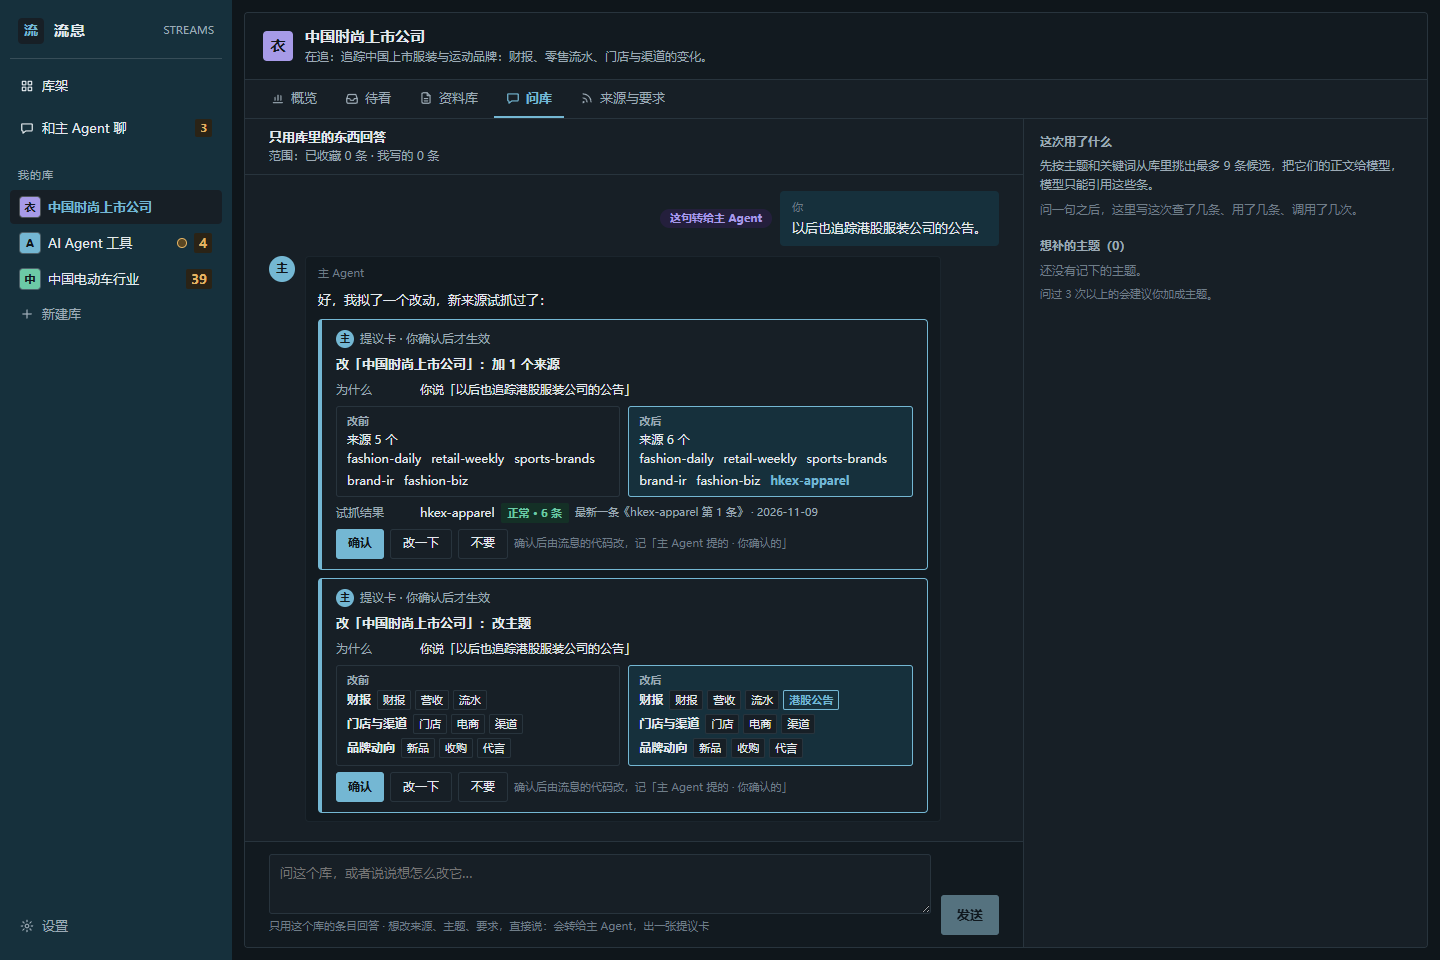 流 流息 STREAMS
库架
和主 Agent 聊 3
我的库
衣 中国时尚上市公司
A AI Agent 工具 4
中 中国电动车行业 39
新建库
设置
衣 中国时尚上市公司
在追：追踪中国上市服装与运动品牌：财报、零售流水、门店与渠道的变化。
概览 待看 资料库 问库 来源与要求
只用库里的东西回答
范围：已收藏 0 条 · 我写的 0 条
这句转给主 Agent
你
以后也追踪港股服装公司的公告。
主
主 Agent
好，我拟了一个改动，新来源试抓过了：
主 提议卡 · 你确认后才生效
改「中国时尚上市公司」：加 1 个来源
为什么 你说「以后也追踪港股服装公司的公告」
改前
来源 5 个
fashion-daily retail-weekly sports-brands
brand-ir fashion-biz
改后
来源 6 个
fashion-daily retail-weekly sports-brands
brand-ir fashion-biz hkex-apparel
试抓结果 hkex-apparel 正常 • 6 条 最新一条《hkex-apparel 第 1 条》 · 2026-11-09
确认 改一下 不要 确认后由流息的代码改，记「主 Agent 提的 · 你确认的」
主 提议卡 · 你确认后才生效
改「中国时尚上市公司」：改主题
为什么 你说「以后也追踪港股服装公司的公告」
改前
财报 财报 营收 流水
门店与渠道 门店 电商 渠道
品牌动向 新品 收购 代言
改后
财报 财报 营收 流水 港股公告
门店与渠道 门店 电商 渠道
品牌动向 新品 收购 代言
确认 改一下 不要 确认后由流息的代码改，记「主 Agent 提的 · 你确认的」
问这个库，或者说说想怎么改它...
发送
只用这个库的条目回答 · 想改来源、主题、要求，直接说：会转给主 Agent，出一张提议卡
这次用了什么
先按主题和关键词从库里挑出最多 9 条候选，把它们的正文给模型，
模型只能引用这些条。
问一句之后，这里写这次查了几条、用了几条、调用了几次。
想补的主题（0）
还没有记下的主题。
问过 3 次以上的会建议你加成主题。